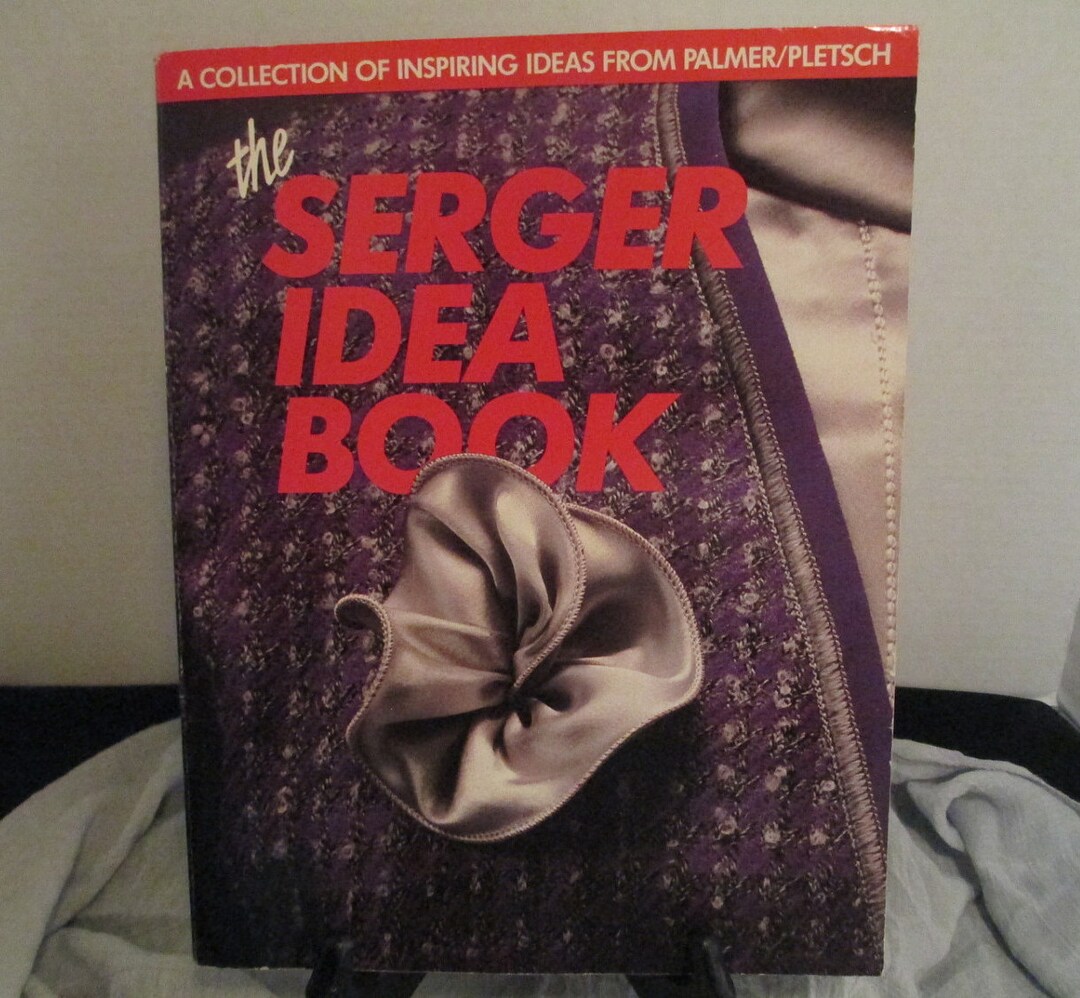 A COLLECTION OF INSPIRING IDEAS FROM PALMER/PLETSCH
the
SERGER
IDEA
BOOK